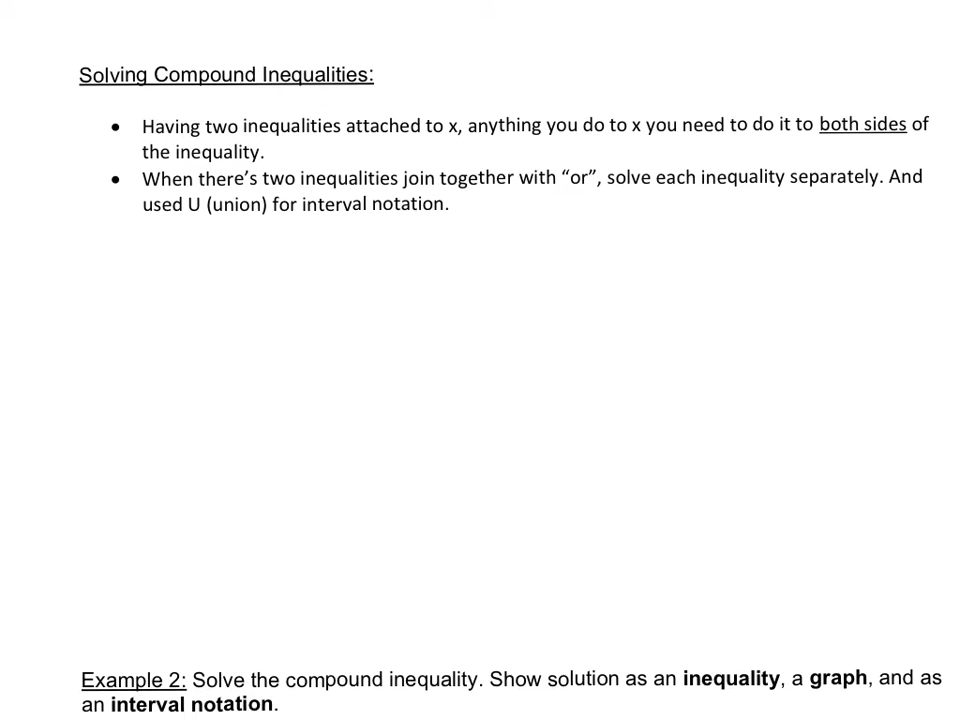 Solving Compound Inequalities:
• Having two inequalities attached to x, anything you do to x you need to do it to both sides of
the inequality.
• When there’s two inequalities join together with “or”, solve each inequality separately. And
used U (union) for interval notation.
Example 2: Solve the compound inequality. Show solution as an inequality, a graph, and as
an interval notation.